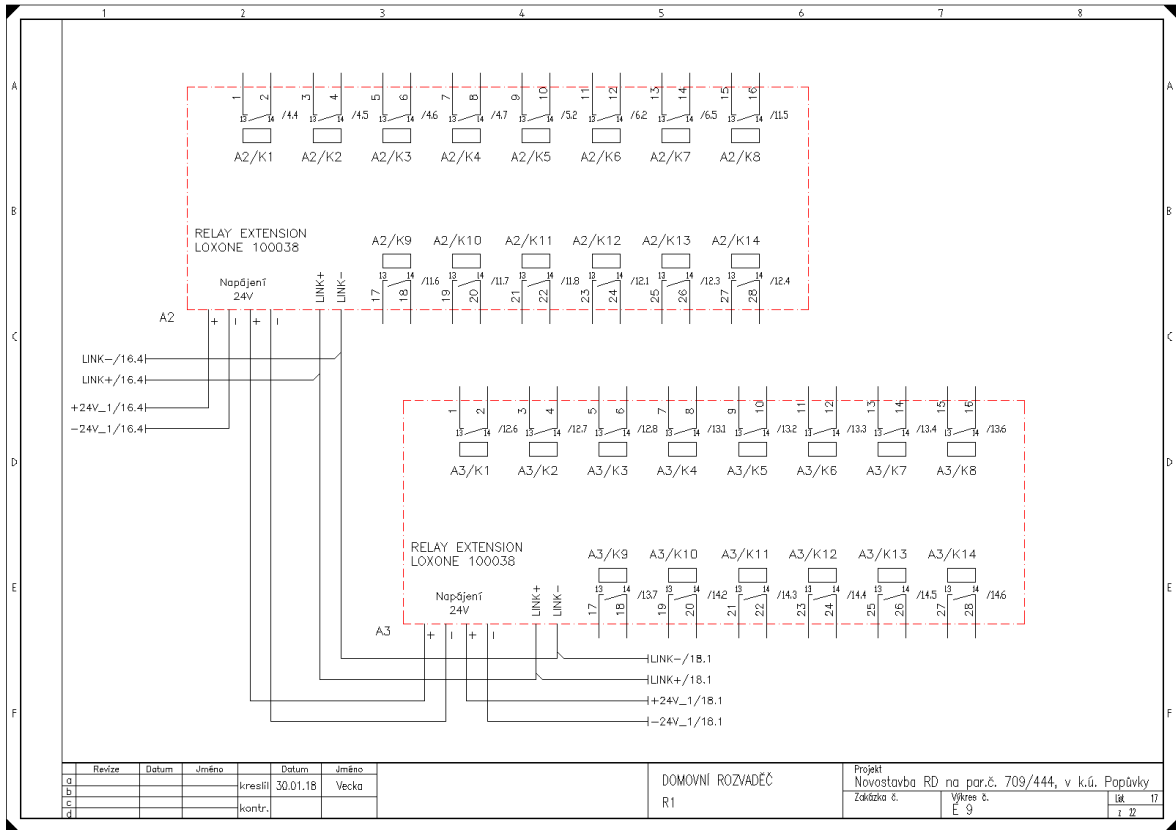 1 2 3 4 5 6 7 8
A A
1 2 3 4 5 6 7 8 9 10 11 12 13 14 15 16
13 14 /4.4 13 14 /4.5 13 14 /4.6 13 14 /4.7 13 14 /5.2 13 14 /6.2 13 14 /6.5 13 14 /11.5
A2/K1 A2/K2 A2/K3 A2/K4 A2/K5 A2/K6 A2/K7 A2/K8
B B
RELAY EXTENSION
LOXONE 100038
A2/K9 A2/K10 A2/K11 A2/K12 A2/K13 A2/K14
13 14 /11.6 13 14 /11.7 13 14 /11.8 13 14 /12.1 13 14 /12.3 13 14 /12.4
17 18 19 20 21 22 23 24 25 26 27 28
Napájení
24V
LINK+
LINK-
A2
+ - + -
C C
LINK-/16.4
LINK+/16.4
+24V_1/16.4
-24V_1/16.4
1 2 3 4 5 6 7 8 9 10 11 12 13 14 15 16
13 14 /12.6 13 14 /12.7 13 14 /12.8 13 14 /13.1 13 14 /13.2 13 14 /13.3 13 14 /13.4 13 14 /13.6
D D
A3/K1 A3/K2 A3/K3 A3/K4 A3/K5 A3/K6 A3/K7 A3/K8
RELAY EXTENSION
LOXONE 100038
A3/K9 A3/K10 A3/K11 A3/K12 A3/K13 A3/K14
E E
13 14 /13.7 13 14 /14.2 13 14 /14.3 13 14 /14.4 13 14 /14.5 13 14 /14.6
17 18 19 20 21 22 23 24 25 26 27 28
Napájení
24V
LINK+
LINK-
A3
+ - + -
LINK-/18.1
LINK+/18.1
+24V_1/18.1
-24V_1/18.1
F F
Revize Datum Jméno Datum Jméno
a
b
c
d
kreslil 30.01.18 Vecka
kontr.
DOMOVNÍ ROZVADĚČ
R1
Projekt
Novostavba RD na par.č. 709/444, v k.ú. Popůvky
Zakázka č.
Výkres č.
E 9
List 17
z 22